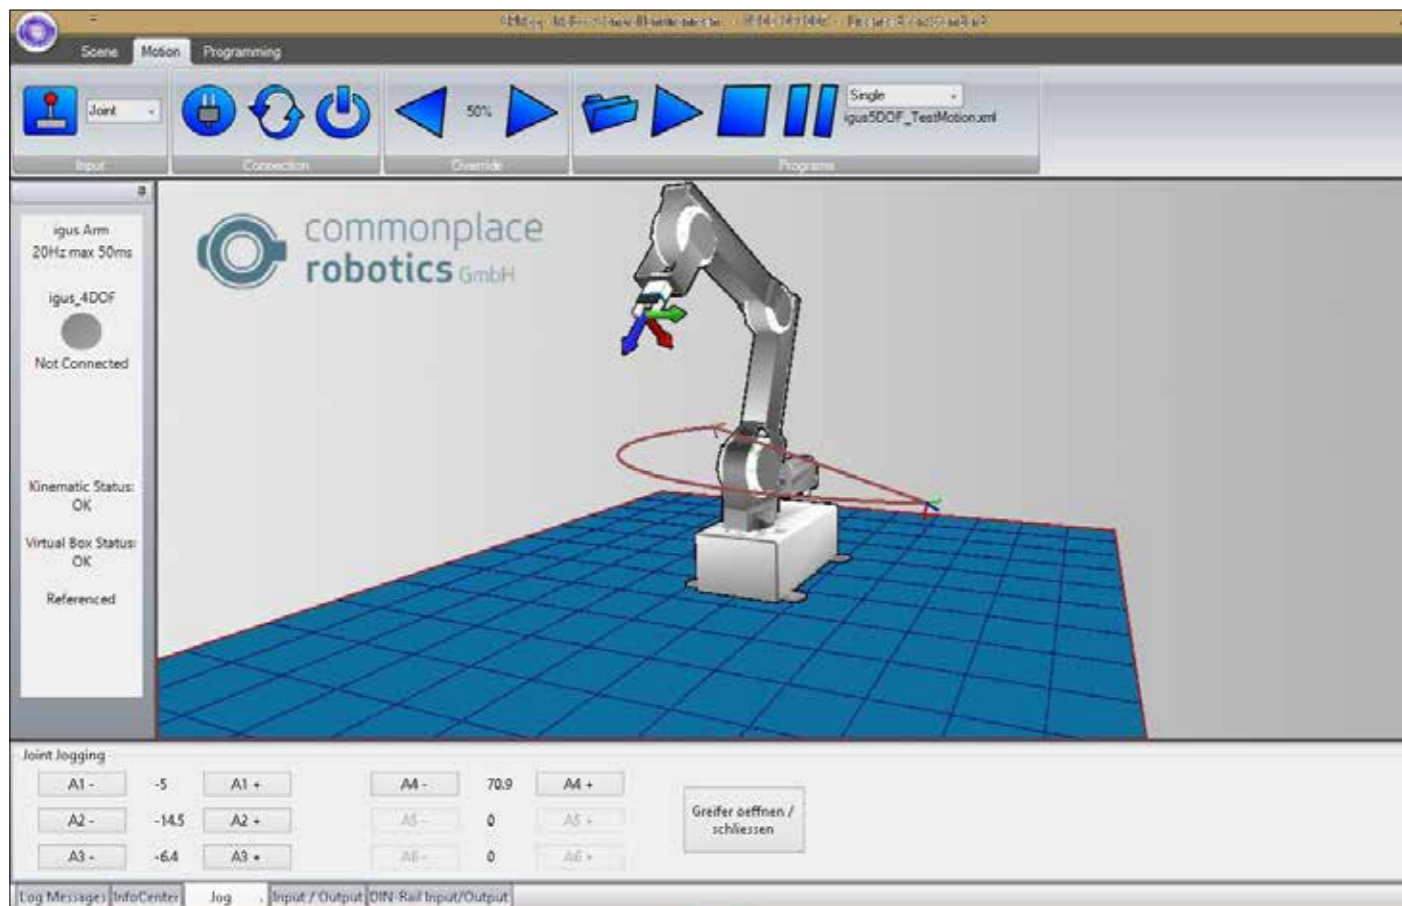 Scene Motion Programming
Joint
50%
Single
igus5DOF_TestMotion.xml
Input Connection Override Programs
igus Arm
20Hz max 50ms
igus_4DOF
Not Connected
Kinematic Status:
OK
Virtual Box Status:
OK
Referenced
commonplace
robotics GmbH
Joint Jogging
A1 - -5 A1 + A4 - 70.9 A4 +
A2 - -14.5 A2 + A5 - 0 A5 +
A3 - -6.4 A3 + A6 - 0 A6 +
Greifer oeffnen /
schliessen
Log Messages InfoCenter Jog Input / Output DIN-Rail Input/Output